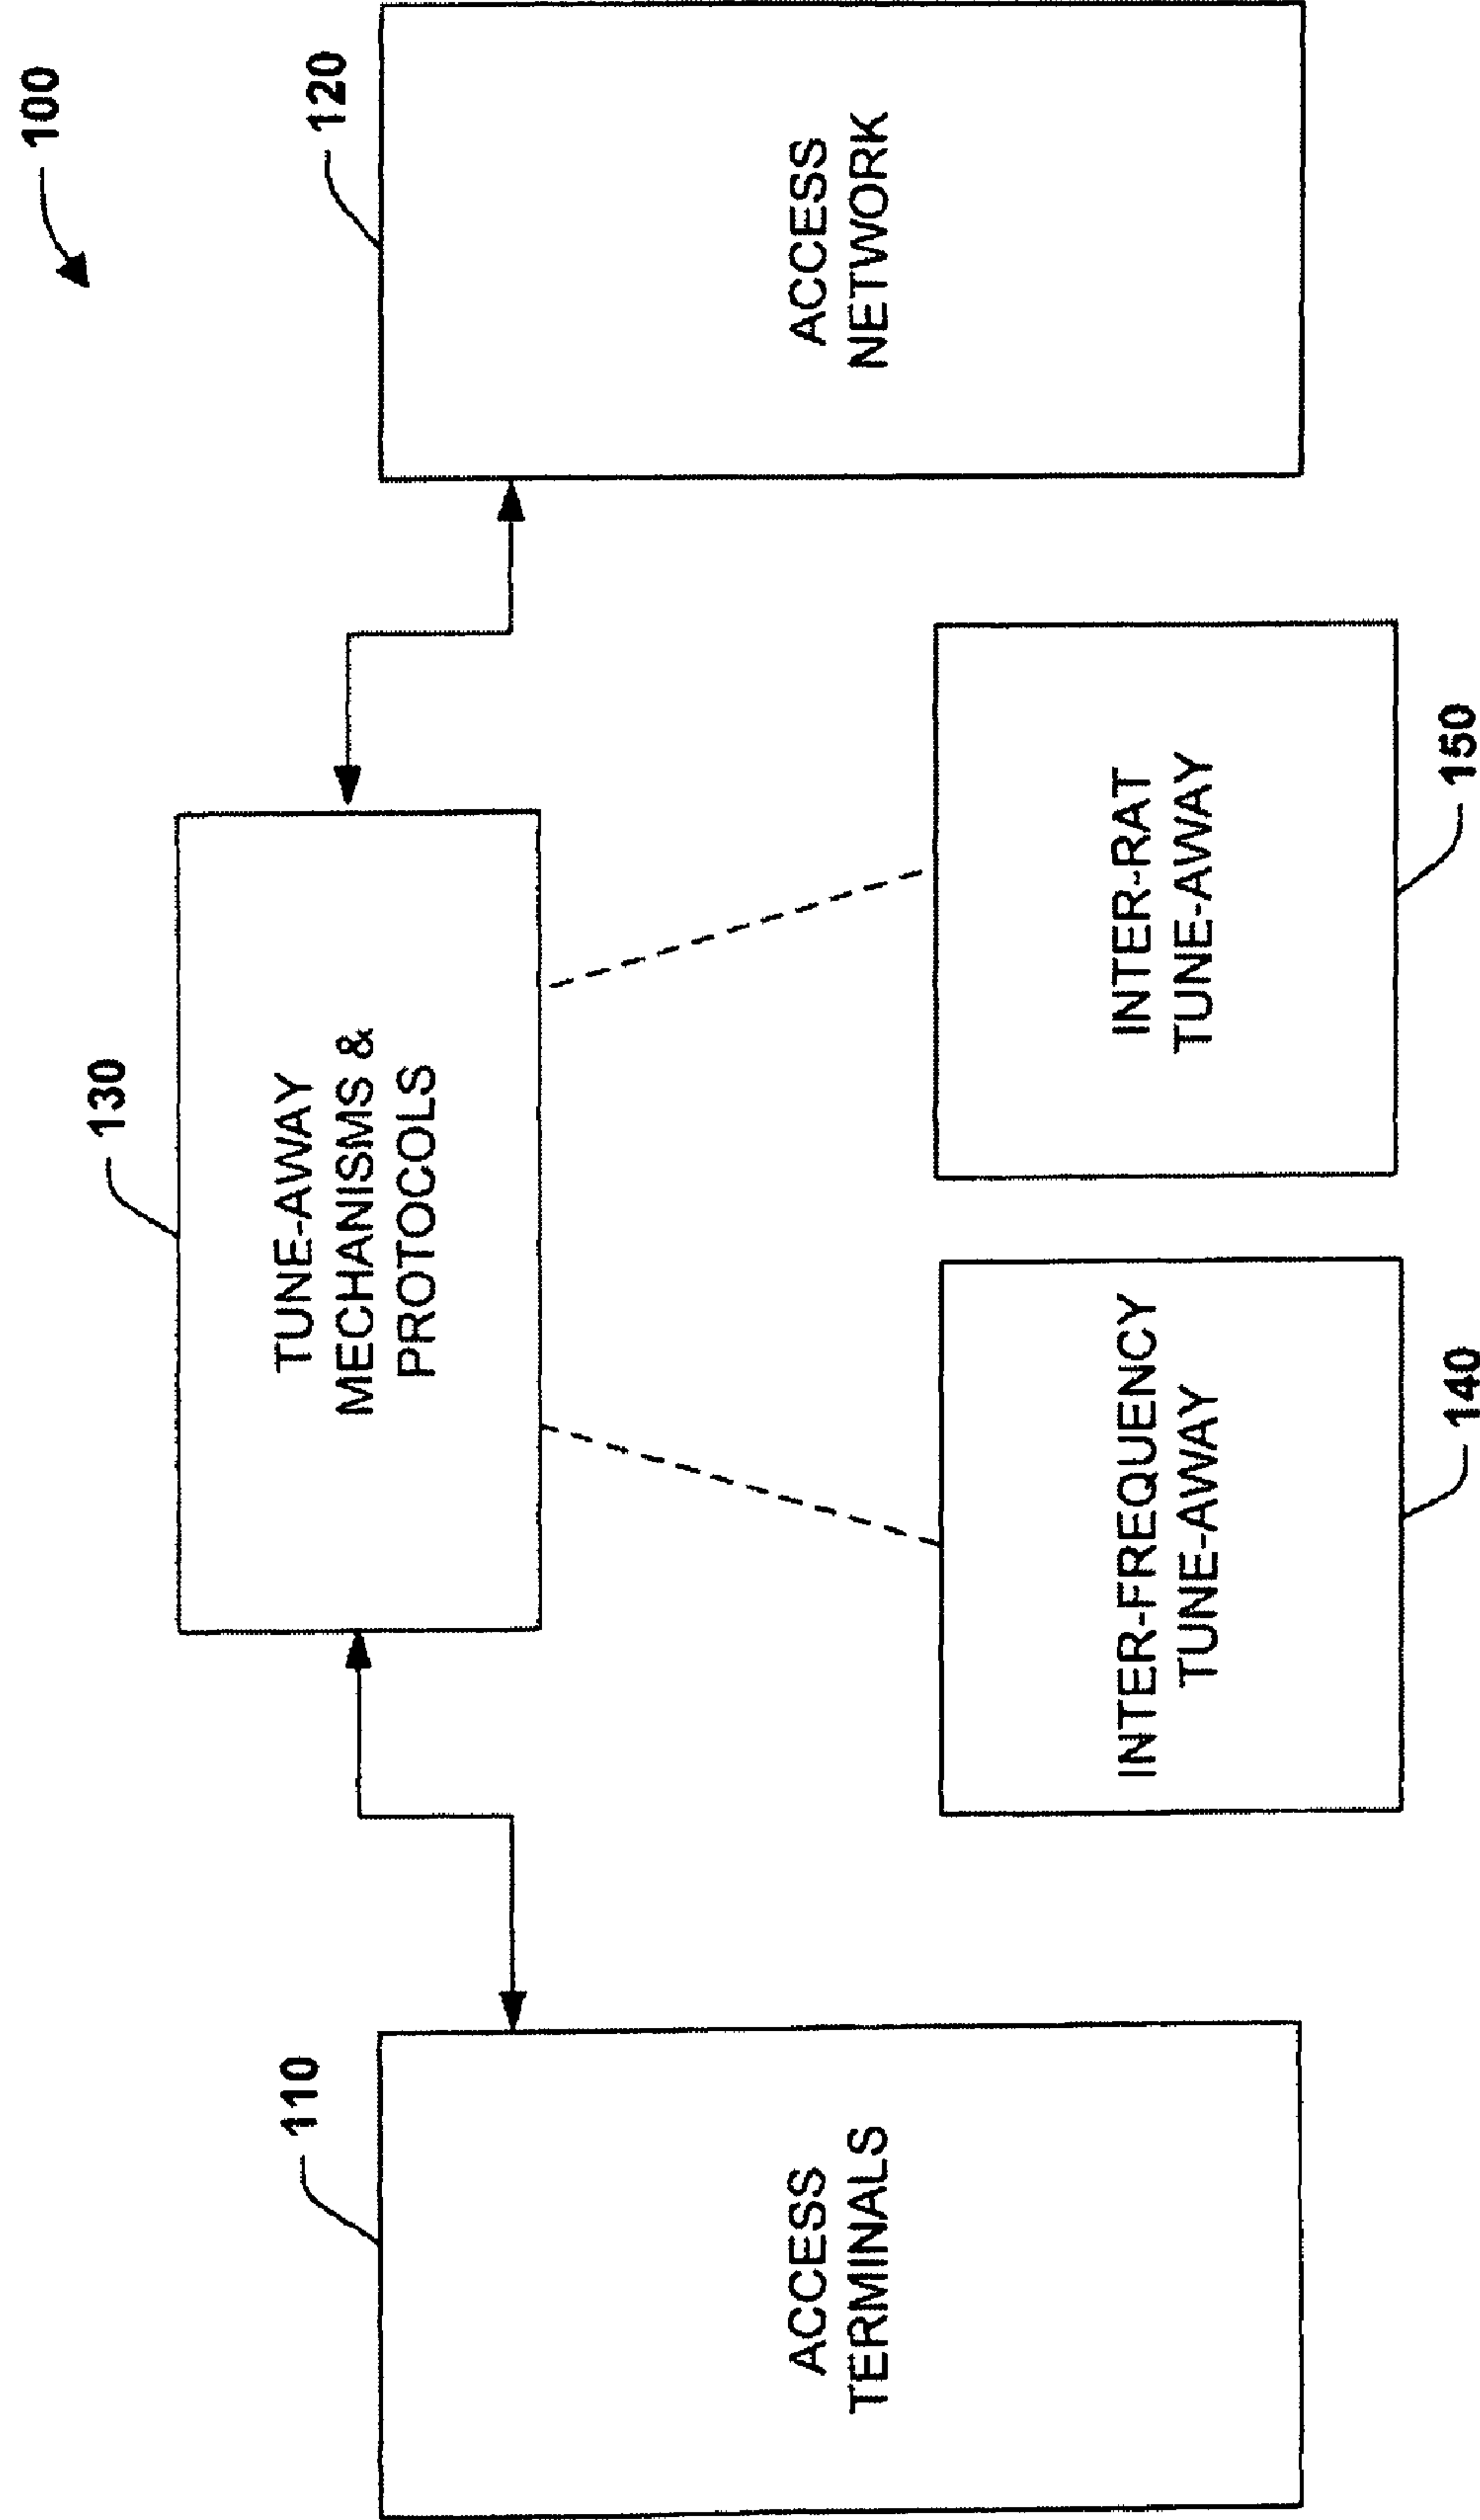 100
130
110
120
TUNE-AWAY
MECHANISMS &
PROTOCOLS
ACCESS
TERMINALS
ACCESS
NETWORK
INTER-FREQUENCY
TUNE-AWAY
INTER-RAT
TUNE-AWAY
140
150